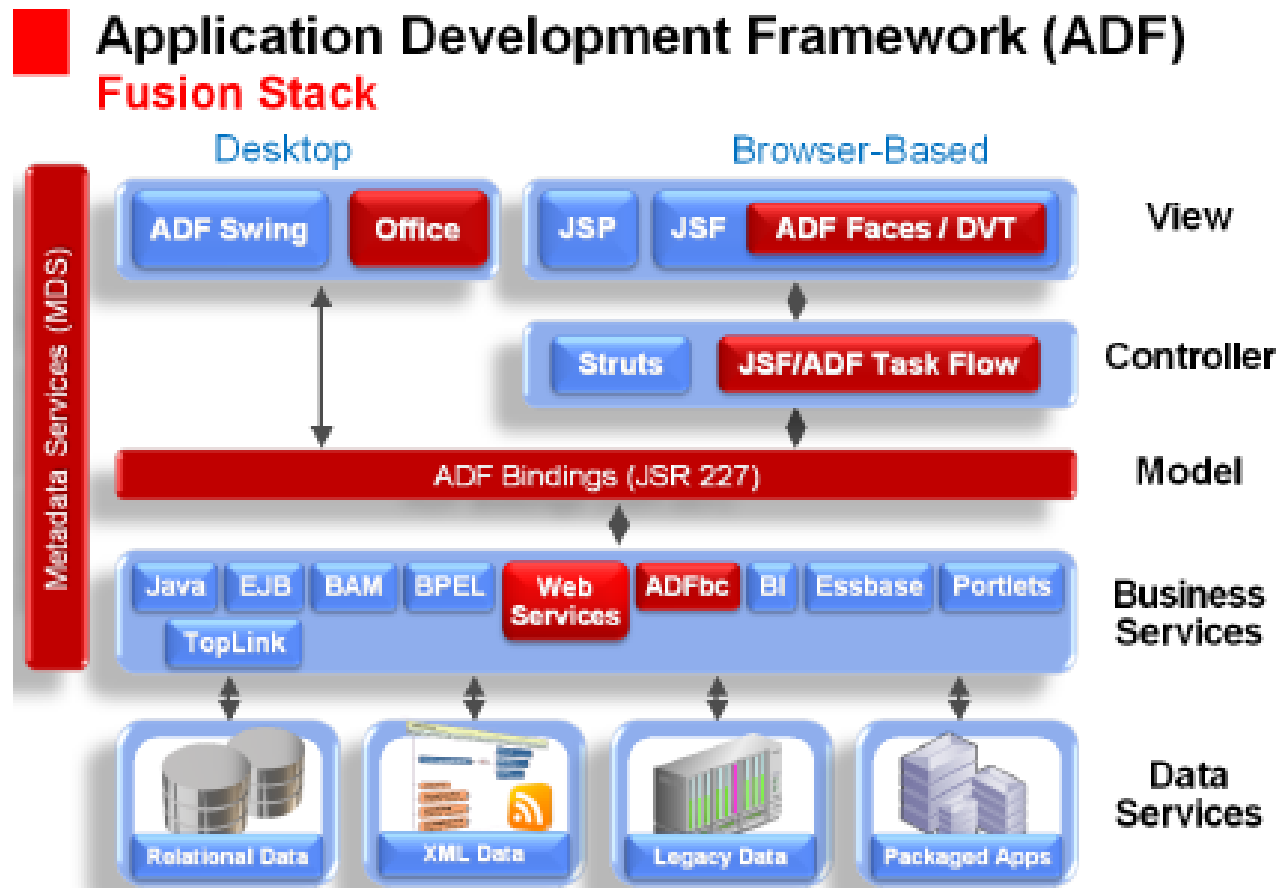 Application Development Framework (ADF)
Fusion Stack
Desktop
Browser-Based
Metadata Services (MDS)
ADF Swing
Office
JSP
JSF
ADF Faces / DVT
View
Struts
JSF/ADF Task Flow
Controller
ADF Bindings (JSR 227)
Model
Java
EJB
BAM
BPEL
Web
Services
ADFbc
BI
Essbase
Portlets
TopLink
Business
Services
Relational Data
XML Data
Legacy Data
Packaged Apps
Data
Services